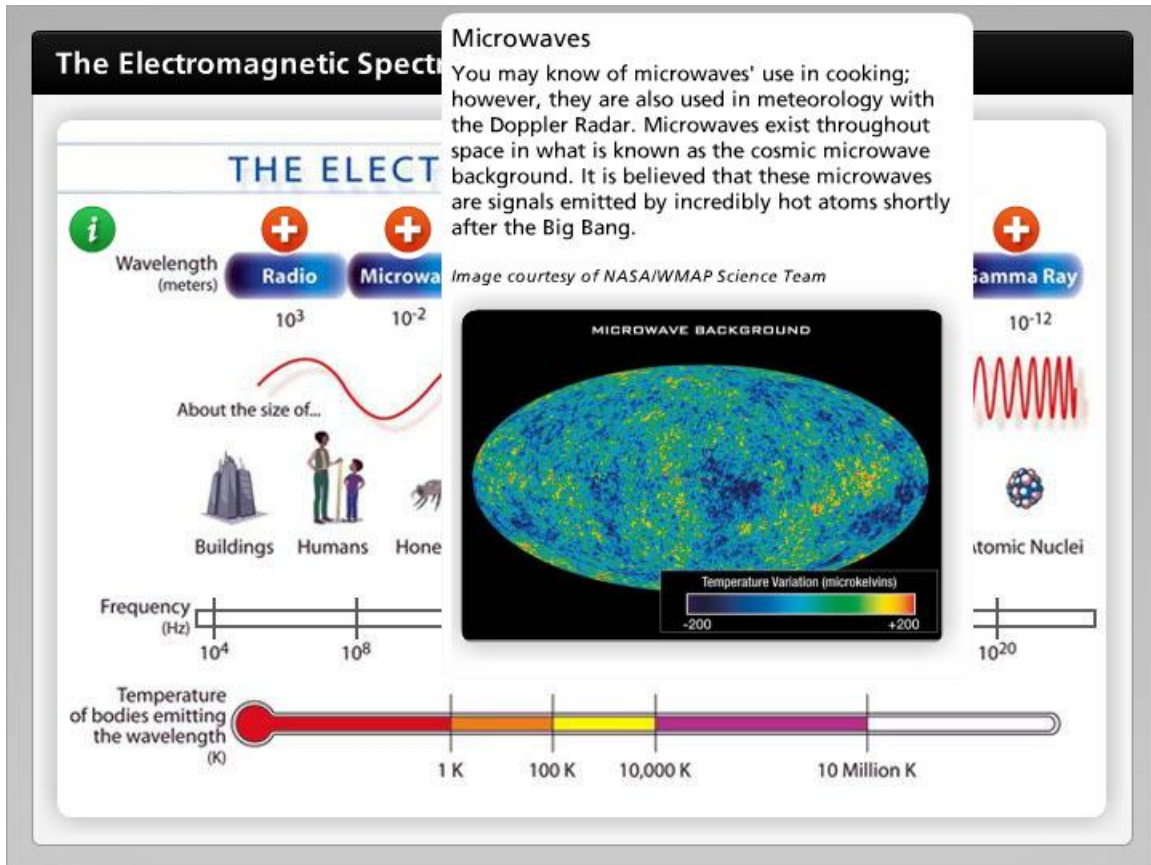 The Electromagnetic Spectr
Microwaves
You may know of microwaves' use in cooking;
however, they are also used in meteorology with
the Doppler Radar. Microwaves exist throughout
space in what is known as the cosmic microwave
background. It is believed that these microwaves
are signals emitted by incredibly hot atoms shortly
after the Big Bang.
Image courtesy of NASA/WMAP Science Team
MICROWAVE BACKGROUND
Temperature Variation (microkelvins)
-200 +200
THE ELECT
i
Wavelength
(meters)
Radio Microwa Gamma Ray
10³ 10⁻² 10⁻¹²
About the size of...
Buildings Humans Hone Atomic Nuclei
Frequency
(Hz)
10⁴ 10⁸ 10²⁰
Temperature
of bodies emitting
the wavelength
(K)
1 K 100 K 10,000 K 10 Million K